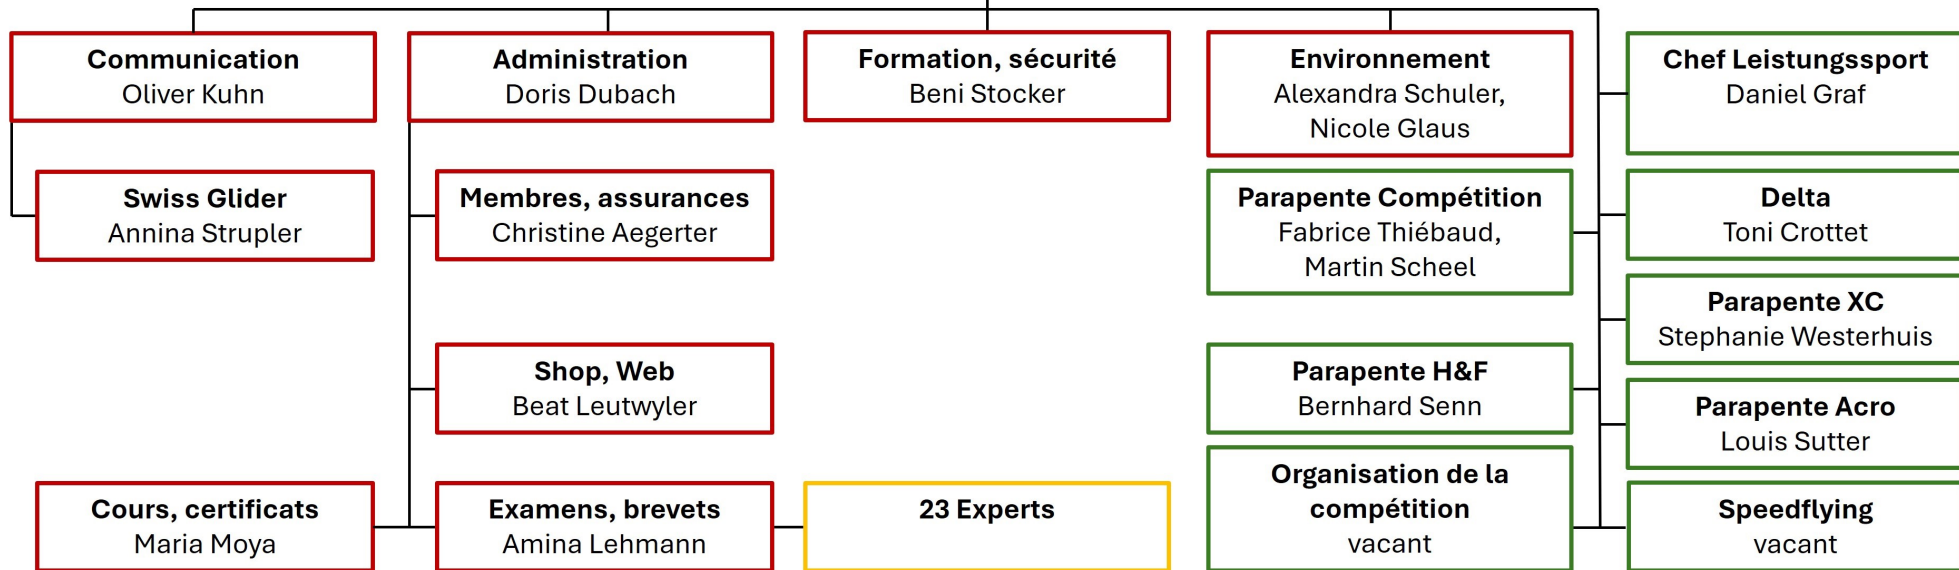 Communication
Oliver Kuhn
Administration
Doris Dubach
Formation, sécurité
Beni Stocker
Environnement
Alexandra Schuler,
Nicole Glaus
Chef Leistungssport
Daniel Graf
Swiss Glider
Annina Strupler
Membres, assurances
Christine Aegerter
Parapente Compétition
Fabrice Thiébaud,
Martin Scheel
Delta
Toni Crottet
Parapente XC
Stephanie Westerhuis
Shop, Web
Beat Leutwyler
Parapente H&F
Bernhard Senn
Parapente Acro
Louis Sutter
Cours, certificats
Maria Moya
Examens, brevets
Amina Lehmann
23 Experts
Organisation de la
compétition
vacant
Speedflying
vacant